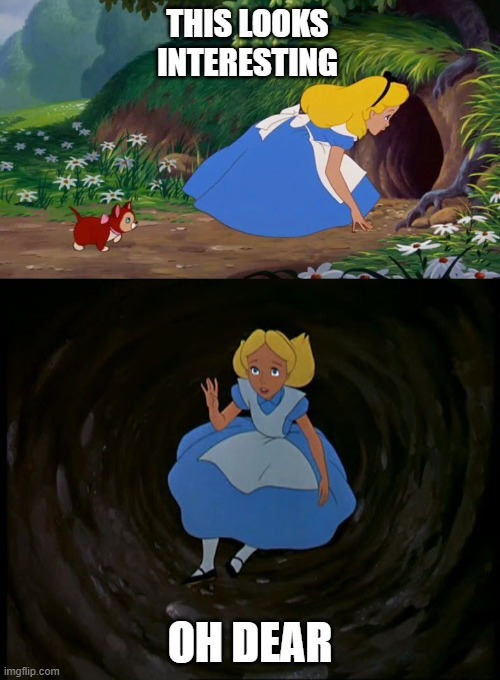 THIS LOOKS
INTERESTING
OH DEAR
imgflip.com